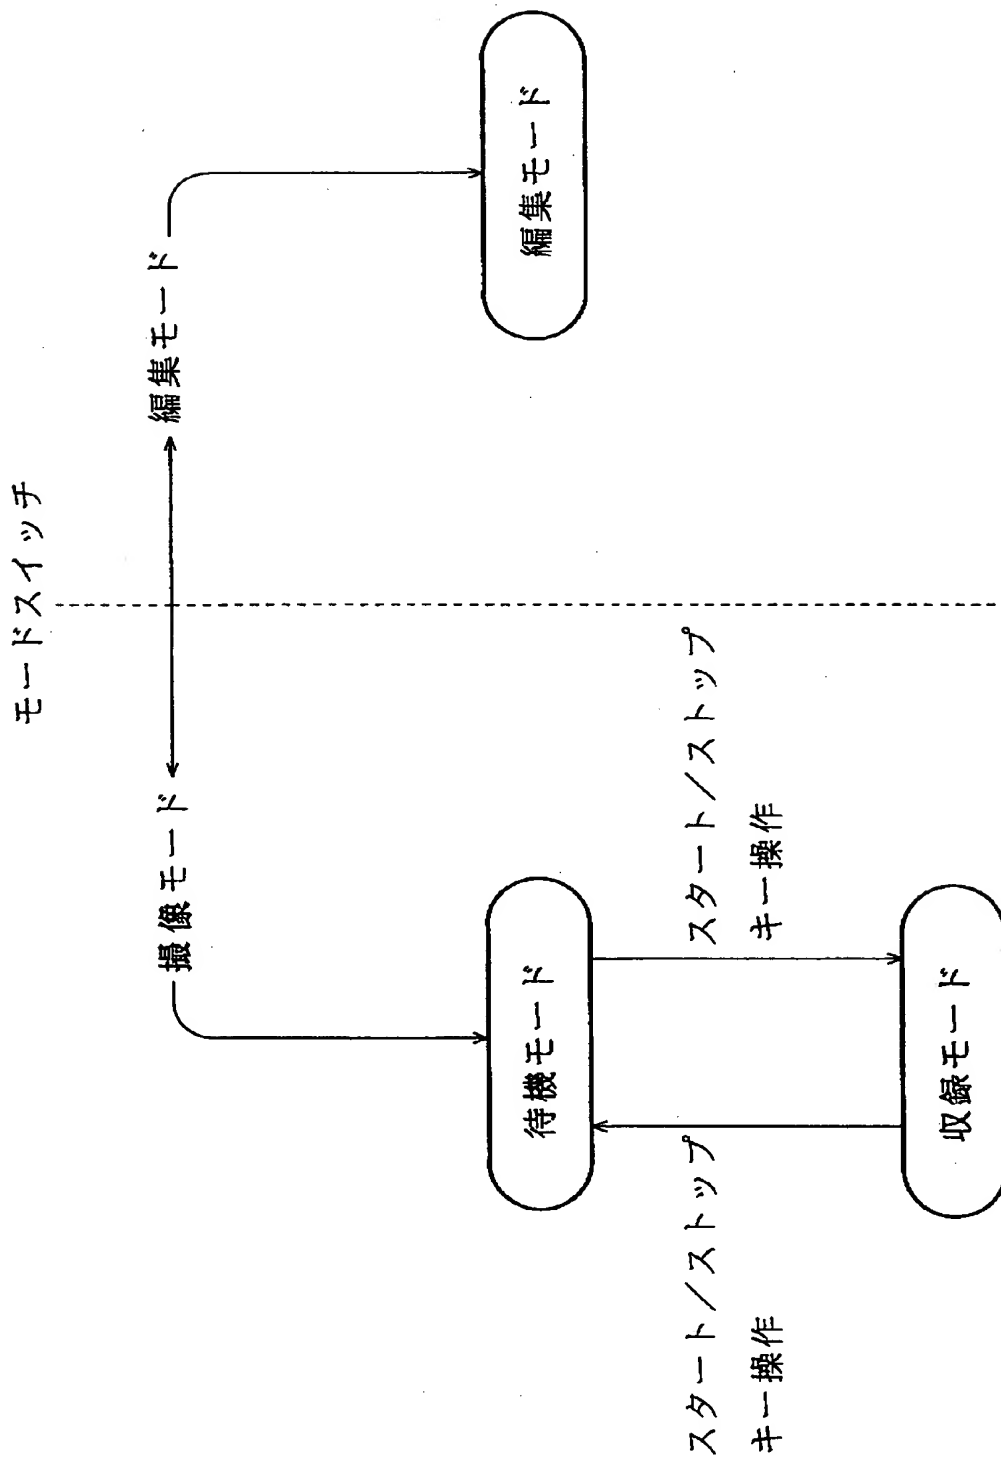 モードスイッチ
撮像モード
編集モード
待機モード
編集モード
スタート/ストップ
キー操作
スタート/ストップ
キー操作
収録モード